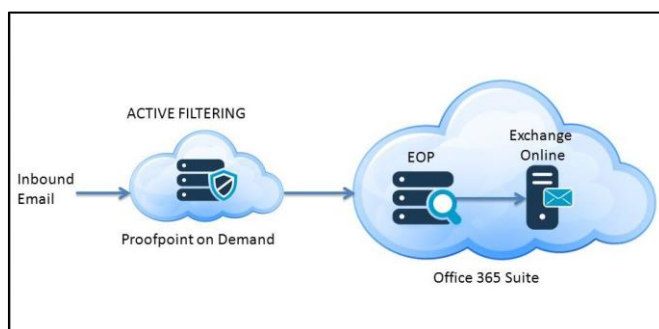 ACTIVE FILTERING
Inbound
Email
Proofpoint on Demand
EOP
Exchange
Online
Office 365 Suite